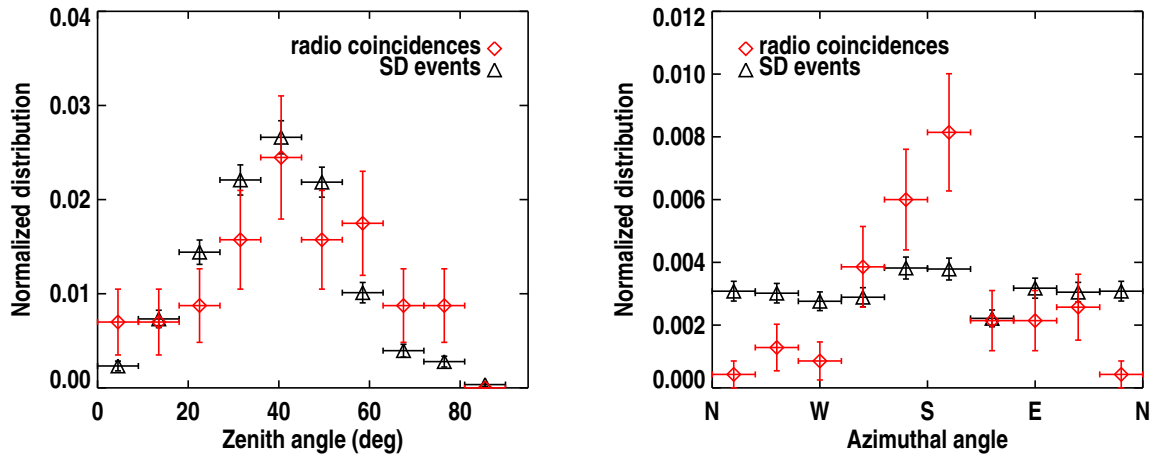 0.04
0.03
0.02
0.01
0.00
Normalized distribution
radio coincidences
SD events
0 20 40 60 80
Zenith angle (deg)
0.012
0.010
0.008
0.006
0.004
0.002
0.000
Normalized distribution
radio coincidences
SD events
N W S E N
Azimuthal angle